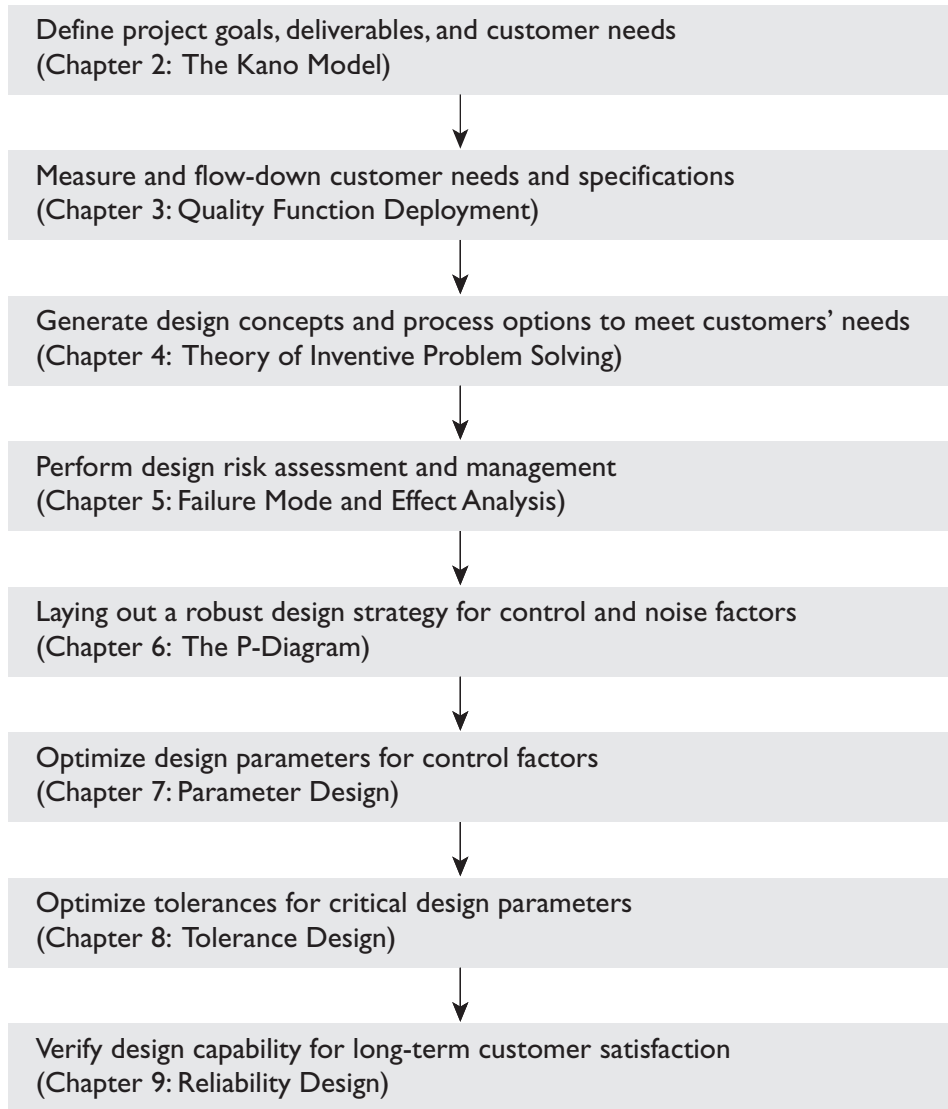 Define project goals, deliverables, and customer needs
(Chapter 2: The Kano Model)
Measure and flow-down customer needs and specifications
(Chapter 3: Quality Function Deployment)
Generate design concepts and process options to meet customers’ needs
(Chapter 4: Theory of Inventive Problem Solving)
Perform design risk assessment and management
(Chapter 5: Failure Mode and Effect Analysis)
Laying out a robust design strategy for control and noise factors
(Chapter 6: The P-Diagram)
Optimize design parameters for control factors
(Chapter 7: Parameter Design)
Optimize tolerances for critical design parameters
(Chapter 8: Tolerance Design)
Verify design capability for long-term customer satisfaction
(Chapter 9: Reliability Design)